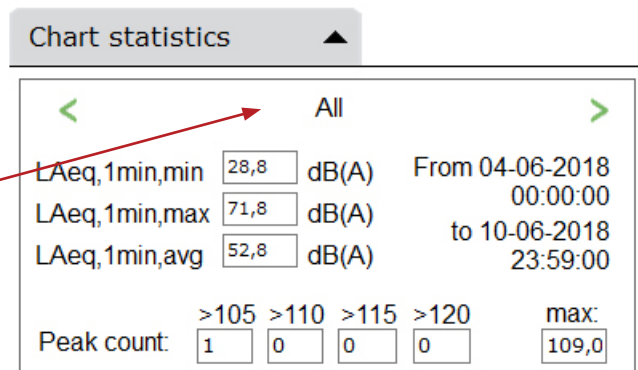 Chart statistics ▲
< All >
LAeq,1min,min 28,8 dB(A) From 04-06-2018
00:00:00
LAeq,1min,max 71,8 dB(A)
to 10-06-2018
LAeq,1min,avg 52,8 dB(A) 23:59:00
>105 >110 >115 >120 max:
Peak count: 1 0 0 0 109,0